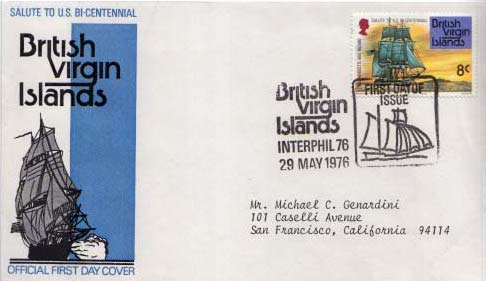 SALUTE TO U.S. BI-CENTENNIAL
British
Virgin
Islands
OFFICIAL FIRST DAY COVER
British
Virgin
Islands
8c
British
Virgin
Islands
INTERPHIL 76
29 MAY 1976
FIRST DAY OF
ISSUE
Mr. Michael C. Genardini
101 Caselli Avenue
San Francisco, California 94114